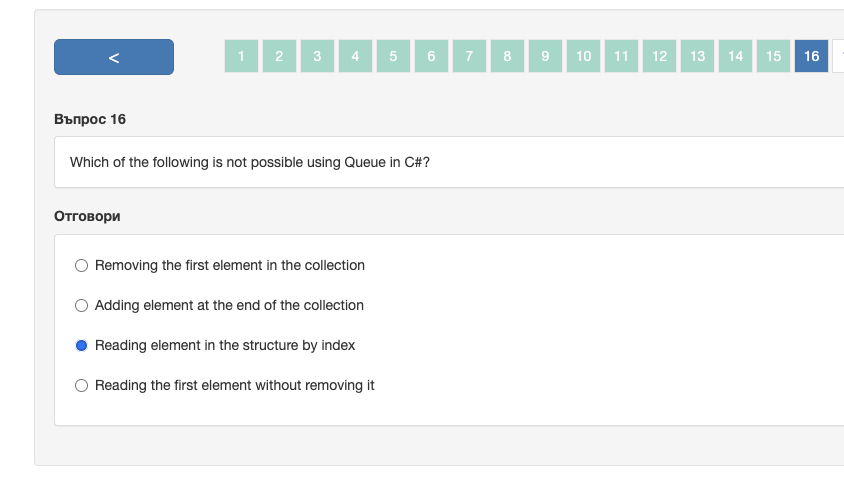 < 1 2 3 4 5 6 7 8 9 10 11 12 13 14 15 16
Въпрос 16
Which of the following is not possible using Queue in C#?
Отговори
Removing the first element in the collection
Adding element at the end of the collection
Reading element in the structure by index
Reading the first element without removing it